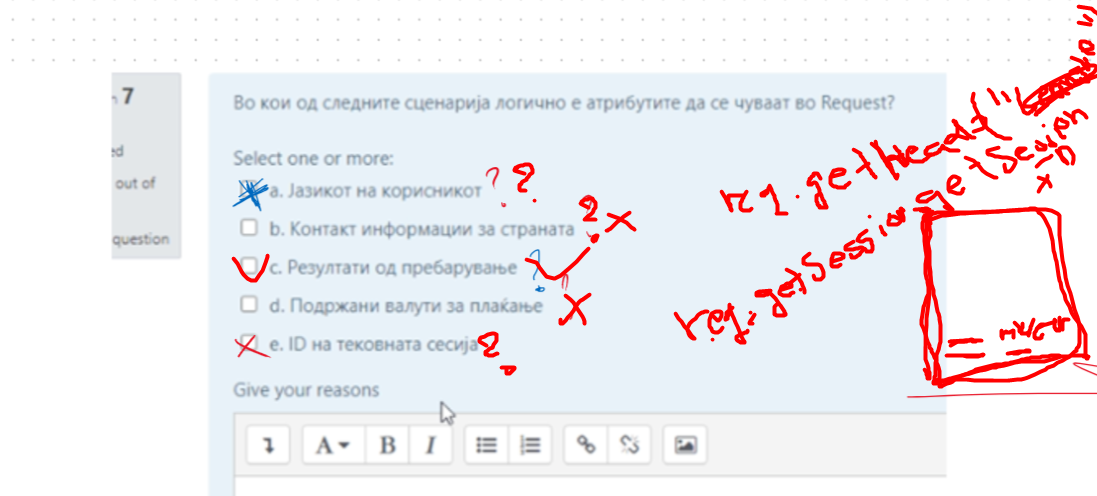 7
Во кои од следните сценарија логично е атрибутите да се чуваат во Request?
ed
Select one or more:
out of
a. Јазикот на корисникот ? ?
b. Контакт информации за страната ? x
question
c. Резултати од пребарување ?
d. Подржани валути за плаќање x
e. ID на тековната сесија ?
Give your reasons
A B I
req.getHead
req.getSession getSession